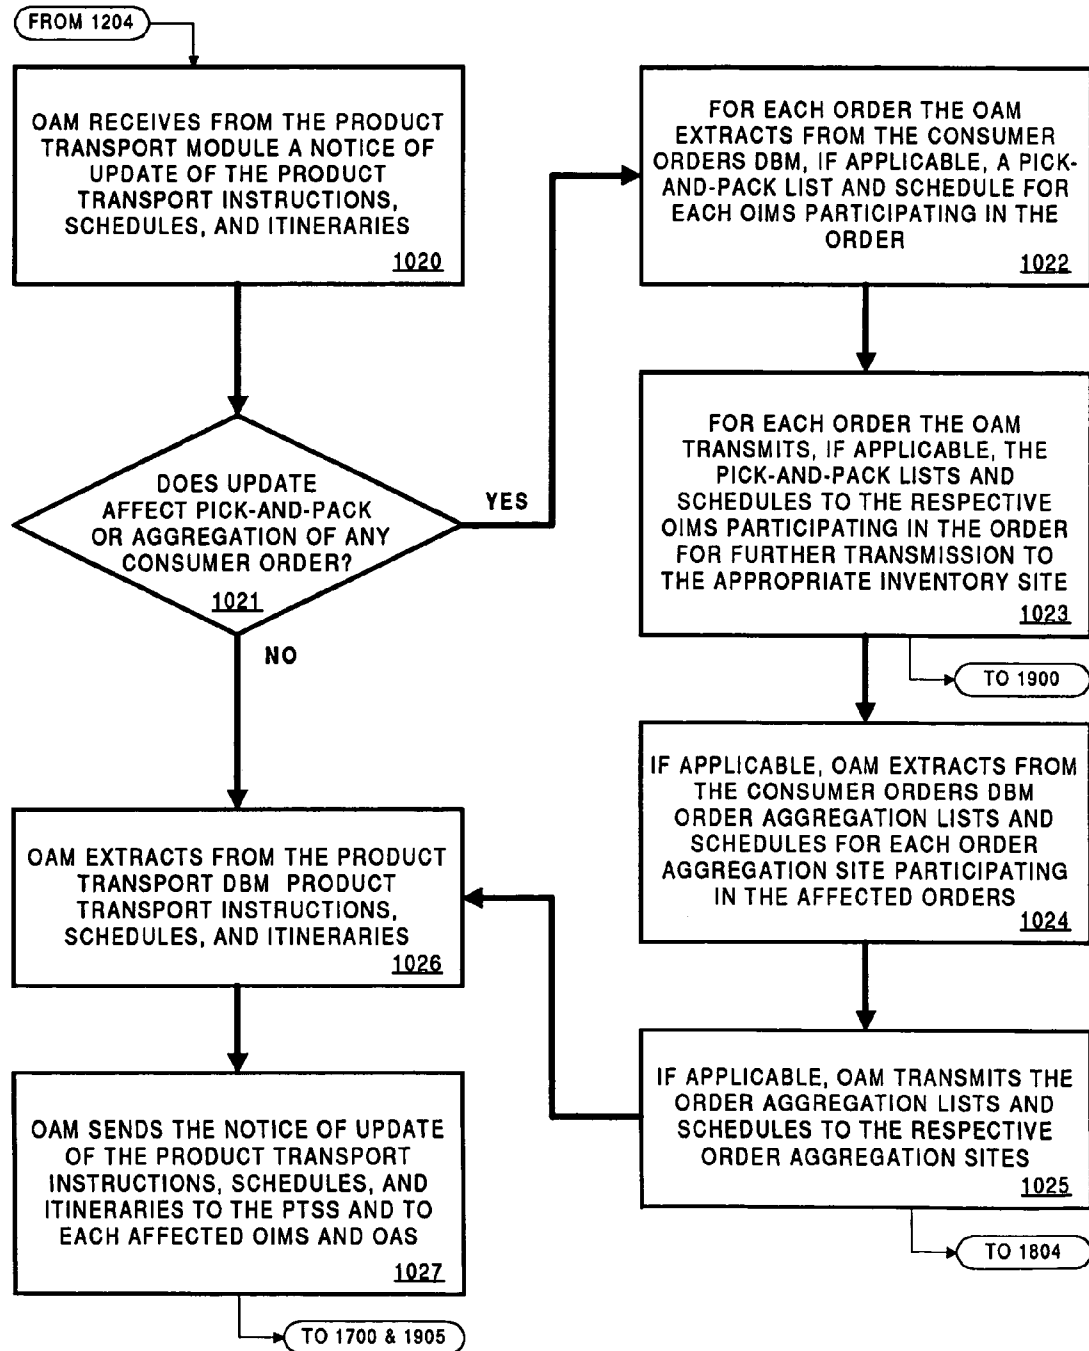 FROM 1204
OAM RECEIVES FROM THE PRODUCT
TRANSPORT MODULE A NOTICE OF
UPDATE OF THE PRODUCT
TRANSPORT INSTRUCTIONS,
SCHEDULES, AND ITINERARIES
1020
DOES UPDATE
AFFECT PICK-AND-PACK
OR AGGREGATION OF ANY
CONSUMER ORDER?
1021
YES
NO
FOR EACH ORDER THE OAM
EXTRACTS FROM THE CONSUMER
ORDERS DBM, IF APPLICABLE, A PICK-
AND-PACK LIST AND SCHEDULE FOR
EACH OIMS PARTICIPATING IN THE
ORDER
1022
FOR EACH ORDER THE OAM
TRANSMITS, IF APPLICABLE, THE
PICK-AND-PACK LISTS AND
SCHEDULES TO THE RESPECTIVE
OIMS PARTICIPATING IN THE ORDER
FOR FURTHER TRANSMISSION TO
THE APPROPRIATE INVENTORY SITE
1023
TO 1900
IF APPLICABLE, OAM EXTRACTS FROM
THE CONSUMER ORDERS DBM
ORDER AGGREGATION LISTS AND
SCHEDULES FOR EACH ORDER
AGGREGATION SITE PARTICIPATING
IN THE AFFECTED ORDERS
1024
IF APPLICABLE, OAM TRANSMITS THE
ORDER AGGREGATION LISTS AND
SCHEDULES TO THE RESPECTIVE
ORDER AGGREGATION SITES
1025
TO 1804
OAM EXTRACTS FROM THE PRODUCT
TRANSPORT DBM PRODUCT
TRANSPORT INSTRUCTIONS,
SCHEDULES, AND ITINERARIES
1026
OAM SENDS THE NOTICE OF UPDATE
OF THE PRODUCT TRANSPORT
INSTRUCTIONS, SCHEDULES, AND
ITINERARIES TO THE PTSS AND TO
EACH AFFECTED OIMS AND OAS
1027
TO 1700 & 1905